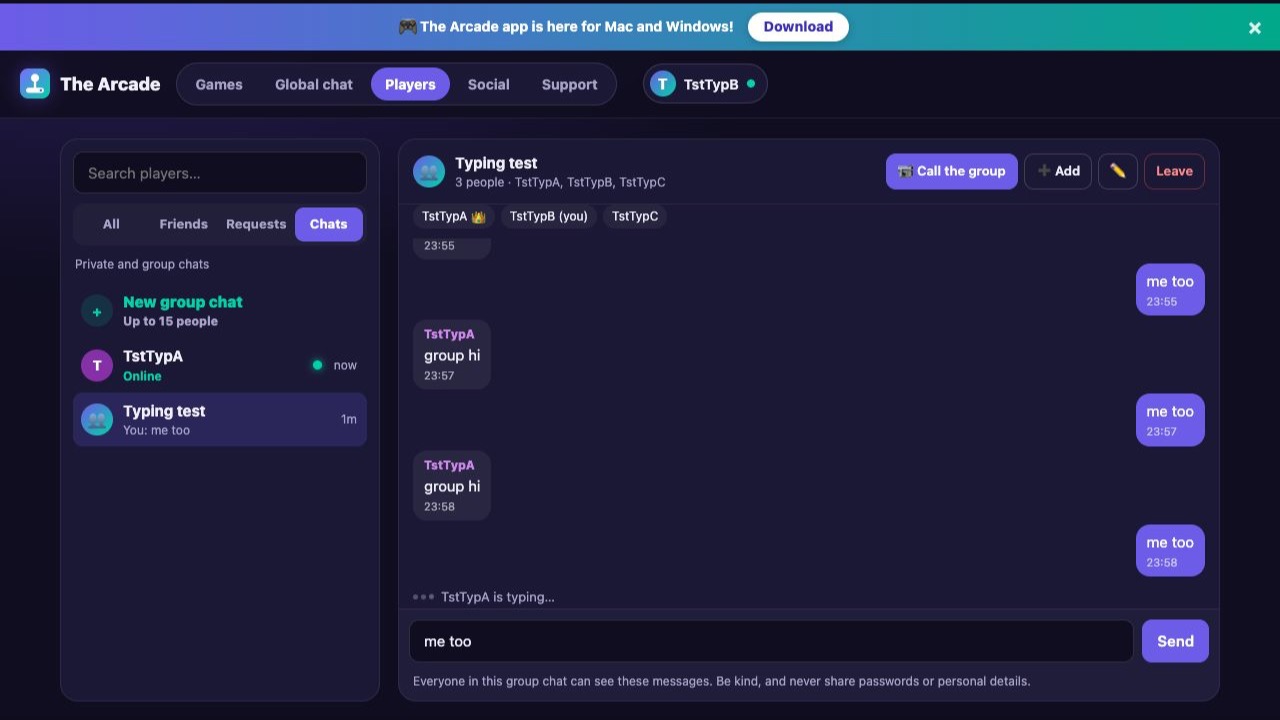 🎮 The Arcade app is here for Mac and Windows! Download ×
The Arcade Games Global chat Players Social Support T TstTypB
Search players...
All Friends Requests Chats
Private and group chats
+ New group chat
Up to 15 people
T TstTypA now
Online
Typing test 1m
You: me too
Typing test
3 people · TstTypA, TstTypB, TstTypC
Call the group ➕ Add ✏️ Leave
TstTypA 👑 TstTypB (you) TstTypC
23:55
me too
23:55
TstTypA
group hi
23:57
me too
23:57
TstTypA
group hi
23:58
me too
23:58
TstTypA is typing...
me too Send
Everyone in this group chat can see these messages. Be kind, and never share passwords or personal details.